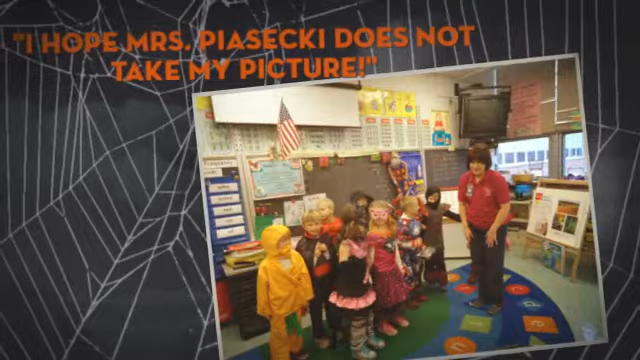 "I HOPE MRS. PIASECKI DOES NOT
TAKE MY PICTURE!"